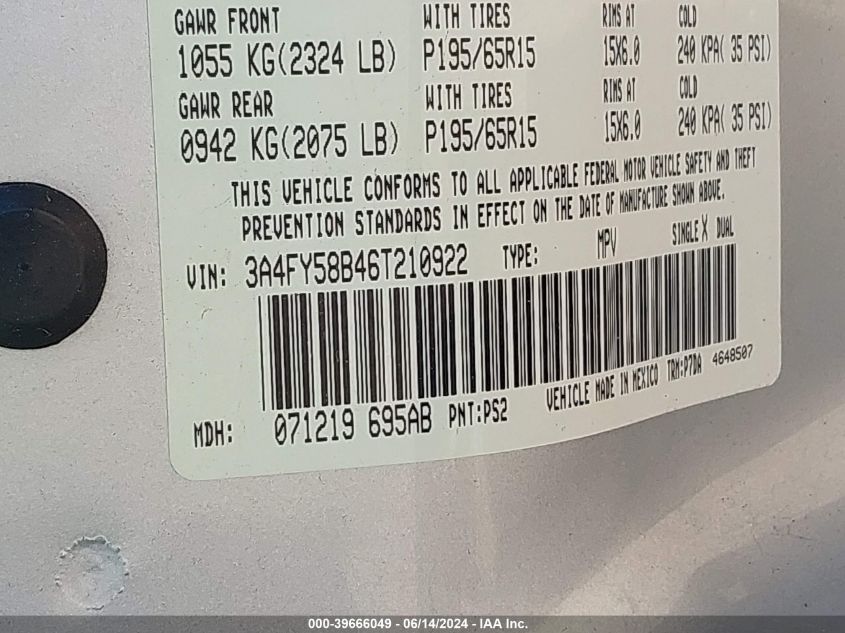 GAWR FRONT WITH TIRES RIMS AT COLD
1055 KG(2324 LB) P195/65R15 15X6.0 240 KPA( 35 PSI)
GAWR REAR WITH TIRES RIMS AT COLD
0942 KG(2075 LB) P195/65R15 15X6.0 240 KPA( 35 PSI)
THIS VEHICLE CONFORMS TO ALL APPLICABLE FEDERAL MOTOR VEHICLE SAFETY AND THEFT
PREVENTION STANDARDS IN EFFECT ON THE DATE OF MANUFACTURE SHOWN ABOVE.
VIN: 3A4FY58B46T210922 TYPE: MPV SINGLE X DUAL
MDH: 071219 695AB PNT:PS2 VEHICLE MADE IN MEXICO TRM:P7DA 4648507
000-39666049 - 06/14/2024 - IAA Inc.